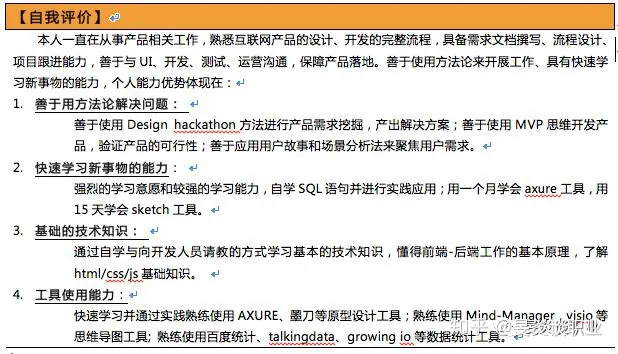 【自我评价】
本人一直在从事产品相关工作，熟悉互联网产品的设计、开发的完整流程，具备需求文档撰写、流程设计、
项目跟进能力，善于与 UI、开发、测试、运营沟通，保障产品落地。善于使用方法论来开展工作、具有快速学
习新事物的能力，个人能力优势体现在：
1. 善于用方法论解决问题：
善于使用 Design hackathon 方法进行产品需求挖掘，产出解决方案；善于使用 MVP 思维开发产
品，验证产品的可行性；善于应用用户故事和场景分析法来聚焦用户需求。
2. 快速学习新事物的能力：
强烈的学习意愿和较强的学习能力，自学 SQL 语句并进行实践应用；用一个月学会 axure 工具，用
15 天学会 sketch 工具。
3. 基础的技术知识：
通过自学与向开发人员请教的方式学习基本的技术知识，懂得前端-后端工作的基本原理，了解
html/css/js 基础知识。
4. 工具使用能力：
快速学习并通过实践熟练使用 AXURE、墨刀等原型设计工具；熟练使用 Mind-Manager、visio 等
思维导图工具; 熟练使用百度统计、talkingdata、growing io 等数据统计工具。
知乎